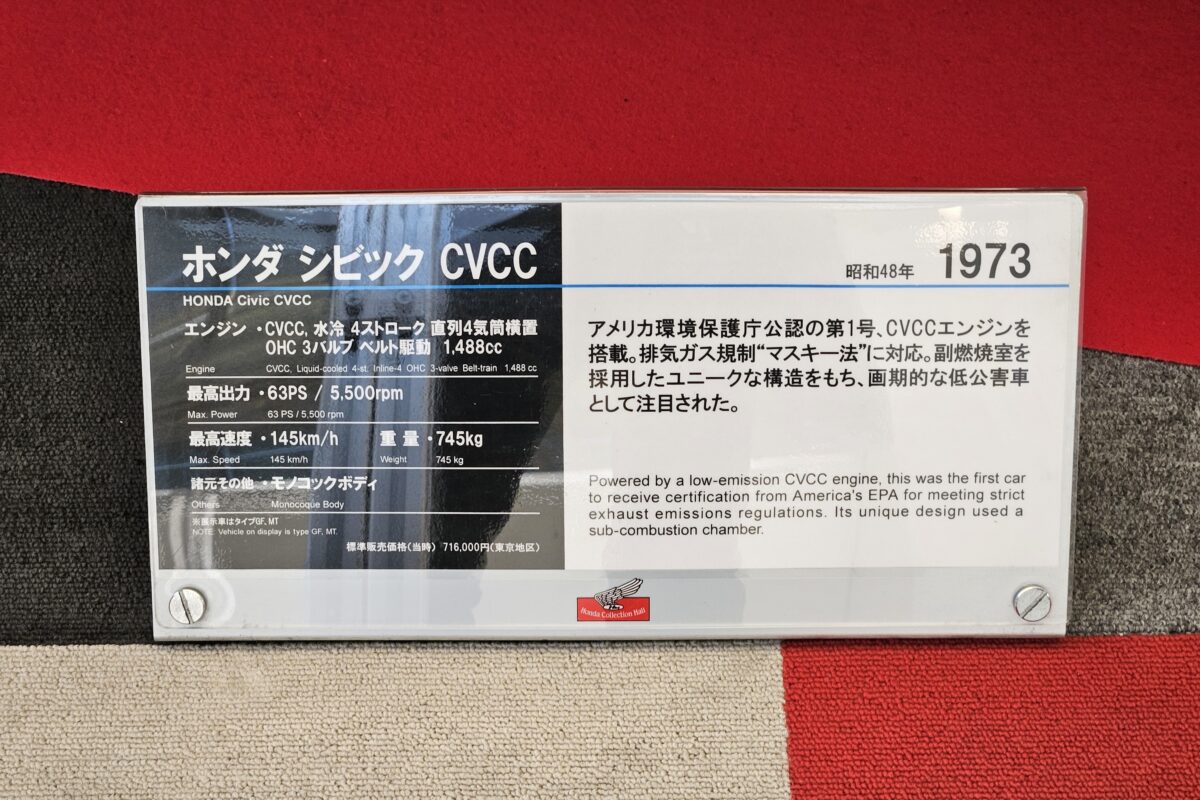 ホンダ シビック CVCC
HONDA Civic CVCC
エンジン ・CVCC, 水冷 4ストローク 直列4気筒横置
OHC 3バルブ ベルト駆動 1,488cc
Engine CVCC, Liquid-cooled 4-st. Inline-4 OHC 3-valve Belt-train 1,488 cc
最高出力 ・63PS / 5,500rpm
Max. Power 63 PS / 5,500 rpm
最高速度 ・145km/h 重 量 ・745kg
Max. Speed 145 km/h Weight 745 kg
諸元その他 ・モノコックボディ
Others Monocoque Body
※展示車はタイプGF、MT
NOTE: Vehicle on display is type GF, MT.
標準販売価格(当時) 716,000円(東京地区)
昭和48年 1973
アメリカ環境保護庁公認の第1号、CVCCエンジンを
搭載。排気ガス規制“マスキー法”に対応。副燃焼室を
採用したユニークな構造をもち、画期的な低公害車
として注目された。
Powered by a low-emission CVCC engine, this was the first car
to receive certification from America's EPA for meeting strict
exhaust emissions regulations. Its unique design used a
sub-combustion chamber.
Honda Collection Hall